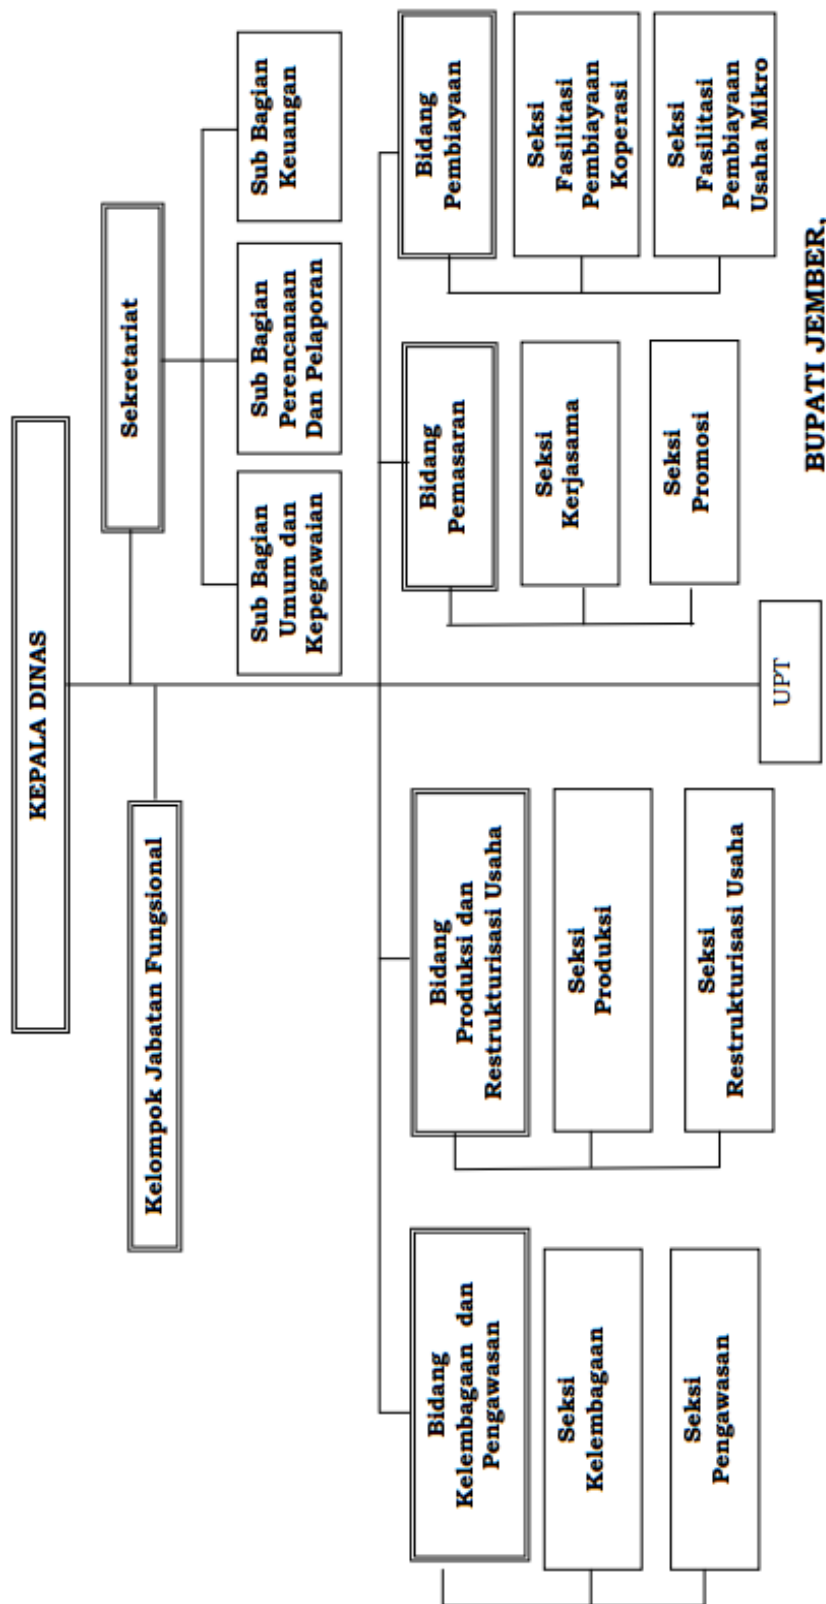 KEPALA DINAS
Kelompok Jabatan Fungsional
Sekretariat
Sub Bagian
Umum dan
Kepegawaian
Sub Bagian
Perencanaan
Dan Pelaporan
Sub Bagian
Keuangan
Bidang
Kelembagaan dan
Pengawasan
Bidang
Produksi dan
Restrukturisasi Usaha
Bidang
Pemasaran
Bidang
Pembiayaan
Seksi
Kelembagaan
Seksi
Produksi
Seksi
Kerjasama
Seksi
Fasilitasi
Pembiayaan
Koperasi
Seksi
Pengawasan
Seksi
Restrukturisasi Usaha
Seksi
Promosi
Seksi
Fasilitasi
Pembiayaan
Usaha Mikro
UPT
BUPATI JEMBER,